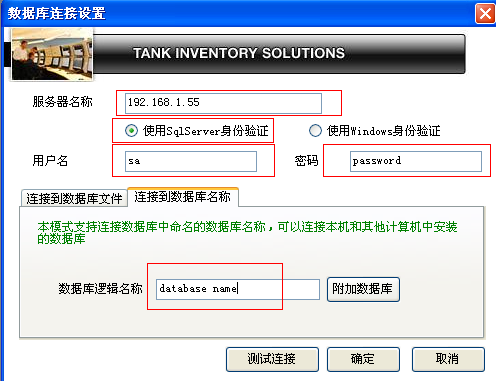 数据库连接设置
TANK INVENTORY SOLUTIONS
服务器名称 192.168.1.55
使用SqlServer身份验证 使用Windows身份验证
用户名 sa 密码 password
连接到数据库文件 连接到数据库名称
本模式支持连接数据库中命名的数据库名称，可以连接本机和其他计算机中安装
的数据库
数据库逻辑名称 database name 附加数据库
测试连接 确定 取消